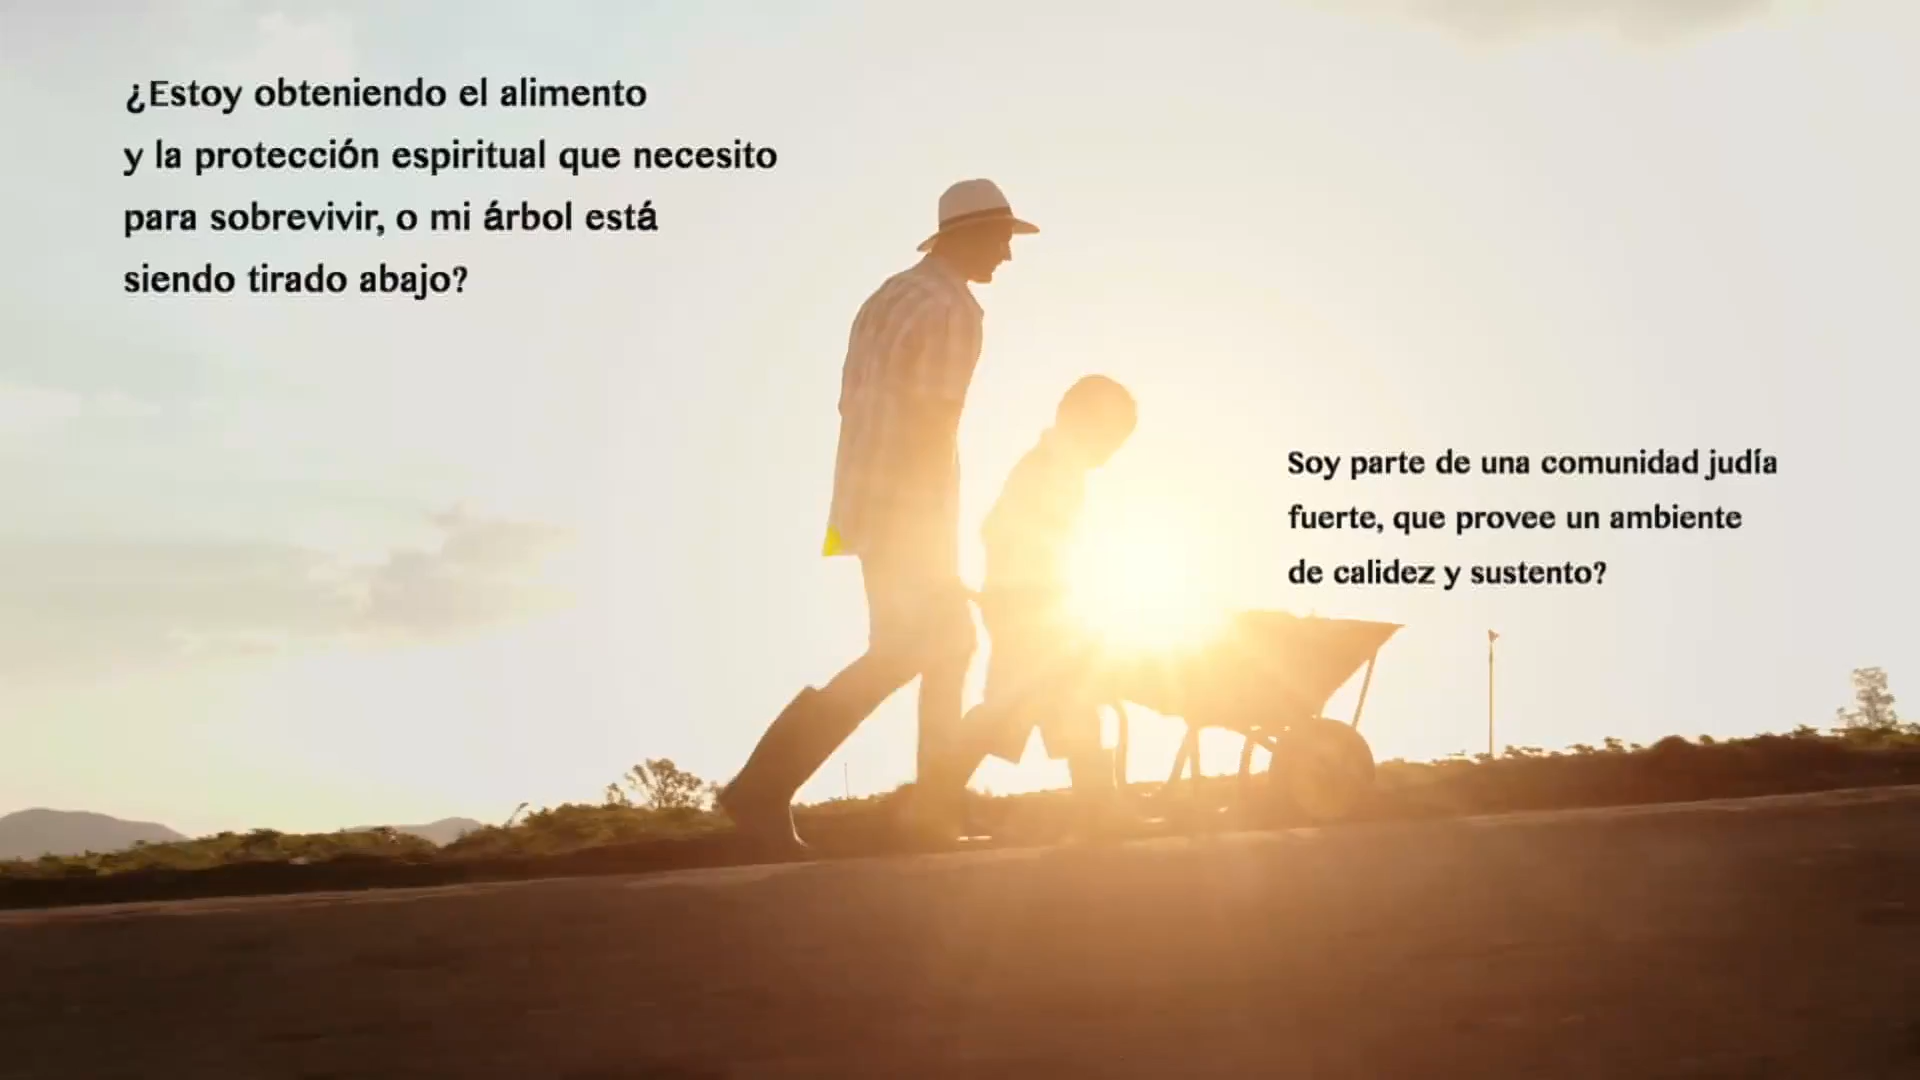 ¿Estoy obteniendo el alimento
y la protección espiritual que necesito
para sobrevivir, o mi árbol está
siendo tirado abajo?
Soy parte de una comunidad judía
fuerte, que provee un ambiente
de calidez y sustento?